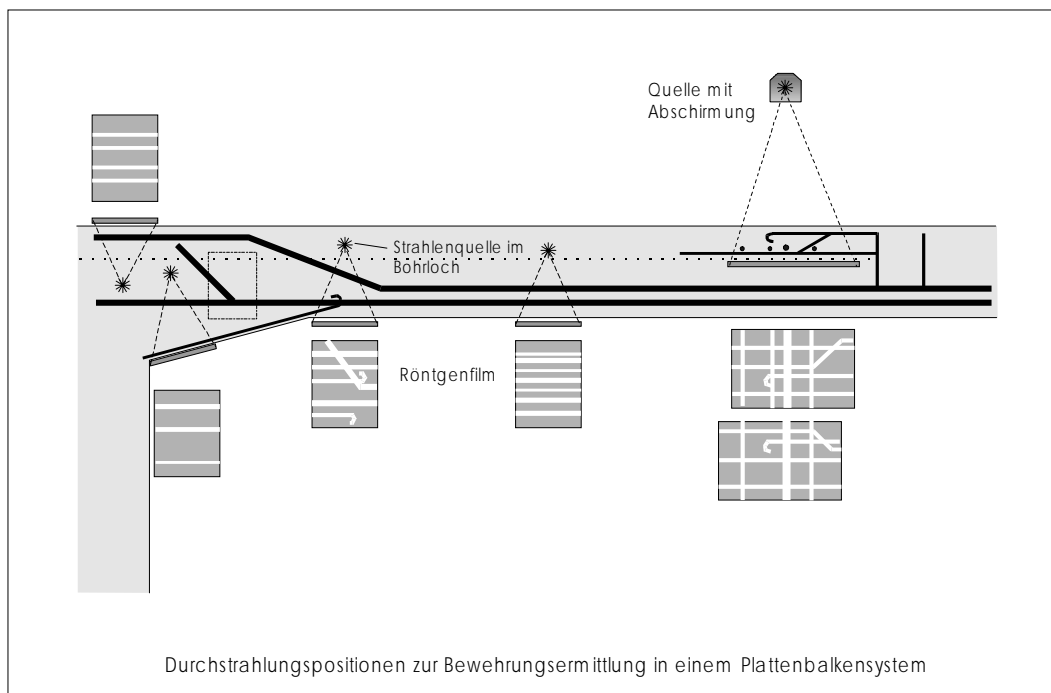 Quelle mit
Abschirmung
Strahlenquelle im
Bohrloch
Röntgenfilm
Durchstrahlungspositionen zur Bewehrungsermittlung in einem Plattenbalkensystem